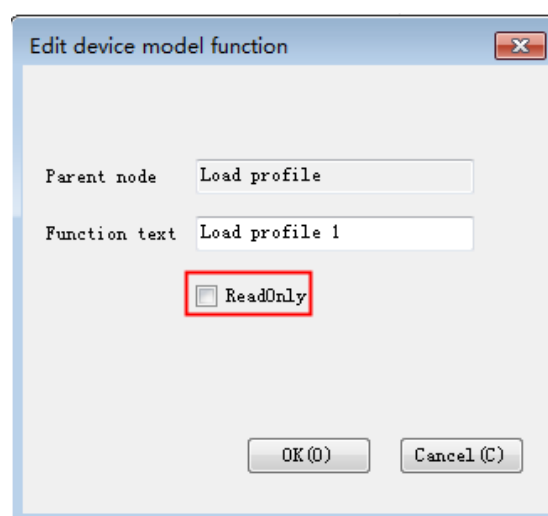 Edit device model function
Parent node Load profile
Function text Load profile 1
ReadOnly
OK(O) Cancel(C)